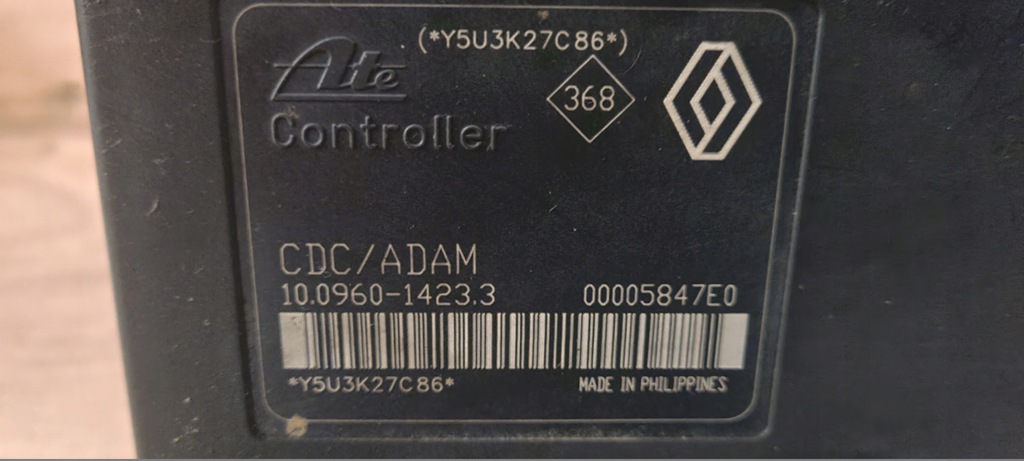 (*Y5U3K27C86*)
Ate
368
Controller
CDC/ADAM
10.0960-1423.3 00005847E0
*Y5U3K27C86* MADE IN PHILIPPINES